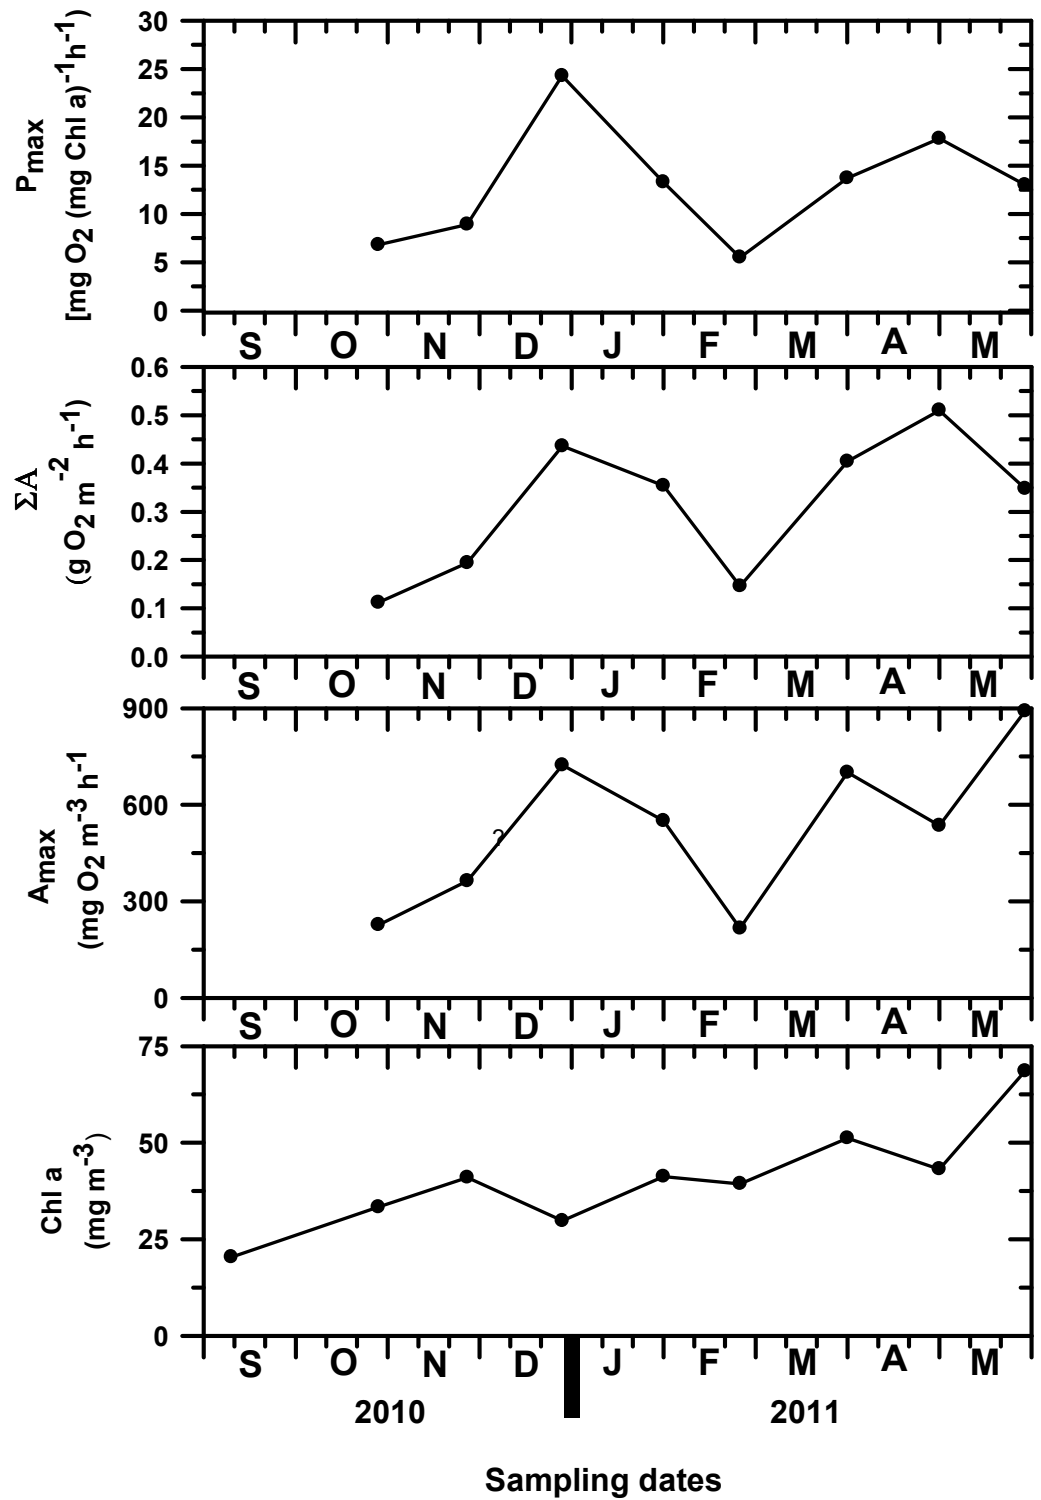 Pmax
[mg O2 (mg Chl a)-1h-1]
30
25
20
15
10
5
0
S O N D J F M A M
ΣA
(g O2 m-2 h-1)
0.6
0.5
0.4
0.3
0.2
0.1
0.0
S O N D J F M A M
Amax
(mg O2 m-3 h-1
900
600
300
0
?
S O N D J F M A M
Chl a
(mg m-3)
75
50
25
0
S O N D J F M A M
2010 2011
Sampling dates